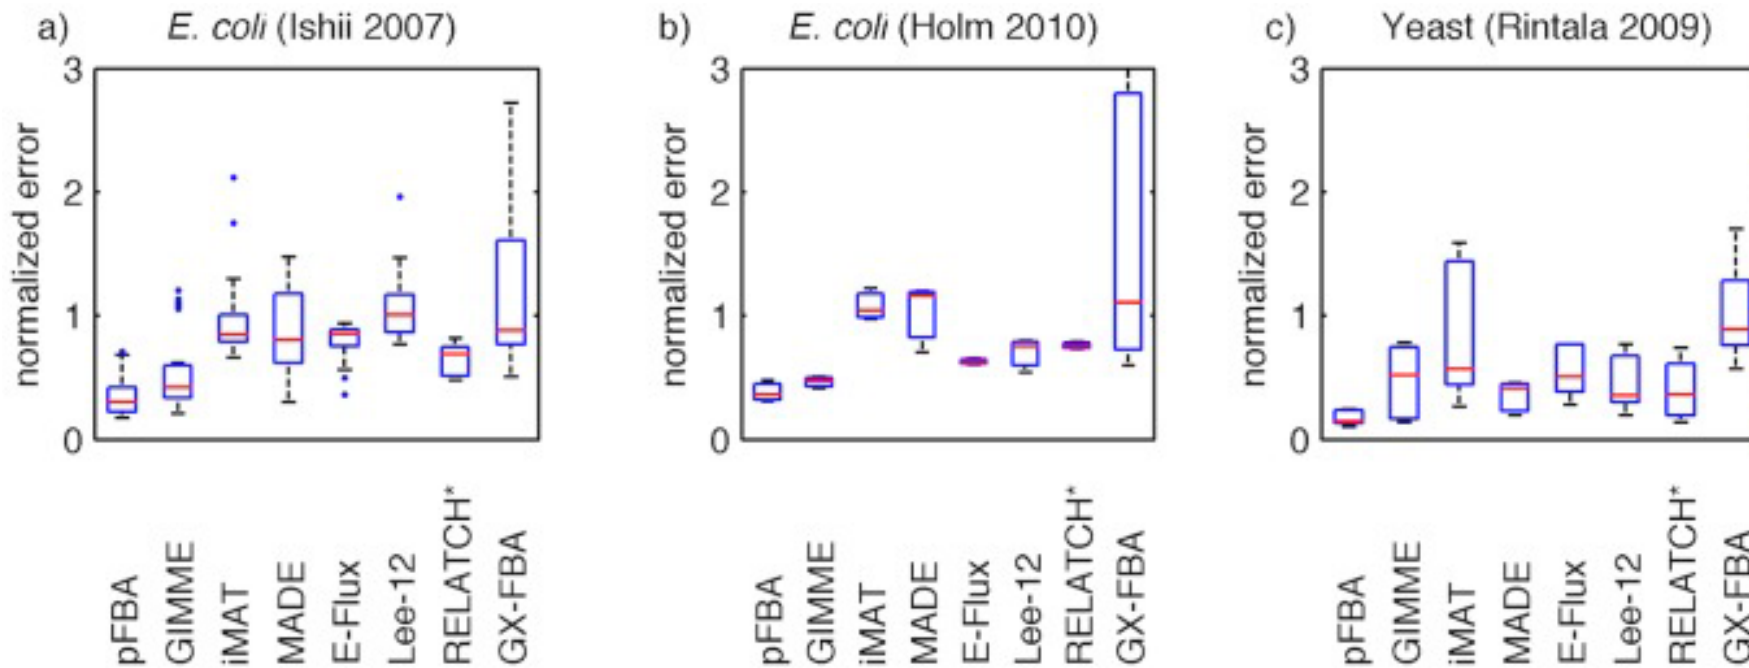 a) E. coli (Ishii 2007)
normalized error
3
2
1
0
pFBA
GIMME
iMAT
MADE
E-Flux
Lee-12
RELATCH*
GX-FBA
b) E. coli (Holm 2010)
normalized error
3
2
1
0
pFBA
GIMME
iMAT
MADE
E-Flux
Lee-12
RELATCH*
GX-FBA
c) Yeast (Rintala 2009)
normalized error
3
2
1
0
pFBA
GIMME
iMAT
MADE
E-Flux
Lee-12
RELATCH*
GX-FBA